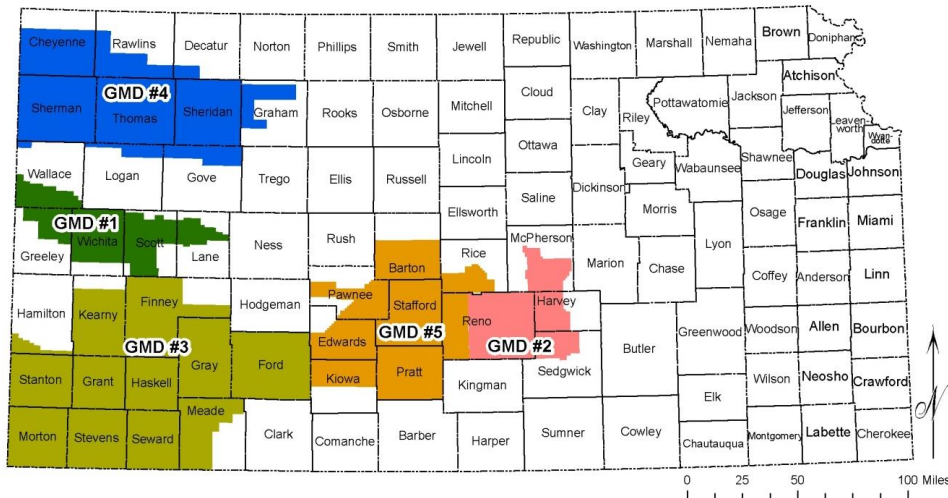 Cheyenne
Rawlins
Decatur
Norton
Phillips
Smith
Jewell
Republic
Washington
Marshall
Nemaha
Brown
Doniphan
GMD #4
Sherman
Thomas
Sheridan
Graham
Rooks
Osborne
Mitchell
Cloud
Clay
Riley
Pottawatomie
Jackson
Atchison
Jefferson
Leaven-
worth
Wyan-
dotte
Wallace
Logan
Gove
Trego
Ellis
Russell
Lincoln
Ottawa
Saline
Dickinson
Geary
Wabaunsee
Shawnee
Douglas
Johnson
GMD #1
Greeley
Wichita
Scott
Lane
Ness
Rush
Barton
Ellsworth
Rice
McPherson
Marion
Morris
Chase
Lyon
Osage
Franklin
Miami
Coffey
Anderson
Linn
Hamilton
Kearny
Finney
Hodgeman
Pawnee
Stafford
Reno
Harvey
GMD #3
GMD #5
GMD #2
Gray
Ford
Edwards
Kiowa
Pratt
Kingman
Sedgwick
Butler
Greenwood
Woodson
Allen
Bourbon
Stanton
Grant
Haskell
Meade
Elk
Wilson
Neosho
Crawford
Morton
Stevens
Seward
Clark
Comanche
Barber
Harper
Sumner
Cowley
Chautauqua
Montgomery
Labette
Cherokee
0 25 50 100 Miles